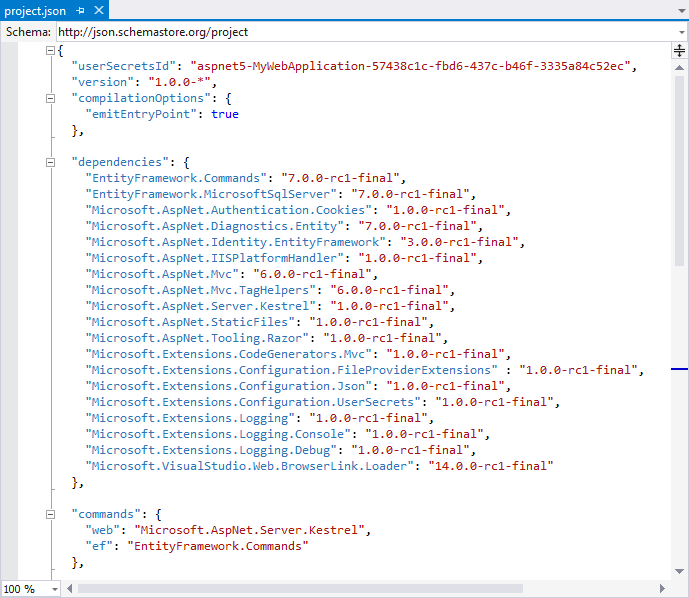 project.json
Schema: http://json.schemastore.org/project
{
"userSecretsId": "aspnet5-MyWebApplication-57438c1c-fbd6-437c-b46f-3335a84c52ec",
"version": "1.0.0-*",
"compilationOptions": {
"emitEntryPoint": true
},
"dependencies": {
"EntityFramework.Commands": "7.0.0-rc1-final",
"EntityFramework.MicrosoftSqlServer": "7.0.0-rc1-final",
"Microsoft.AspNet.Authentication.Cookies": "1.0.0-rc1-final",
"Microsoft.AspNet.Diagnostics.Entity": "7.0.0-rc1-final",
"Microsoft.AspNet.Identity.EntityFramework": "3.0.0-rc1-final",
"Microsoft.AspNet.IISPlatformHandler": "1.0.0-rc1-final",
"Microsoft.AspNet.Mvc": "6.0.0-rc1-final",
"Microsoft.AspNet.Mvc.TagHelpers": "6.0.0-rc1-final",
"Microsoft.AspNet.Server.Kestrel": "1.0.0-rc1-final",
"Microsoft.AspNet.StaticFiles": "1.0.0-rc1-final",
"Microsoft.AspNet.Tooling.Razor": "1.0.0-rc1-final",
"Microsoft.Extensions.CodeGenerators.Mvc": "1.0.0-rc1-final",
"Microsoft.Extensions.Configuration.FileProviderExtensions" : "1.0.0-rc1-final",
"Microsoft.Extensions.Configuration.Json": "1.0.0-rc1-final",
"Microsoft.Extensions.Configuration.UserSecrets": "1.0.0-rc1-final",
"Microsoft.Extensions.Logging": "1.0.0-rc1-final",
"Microsoft.Extensions.Logging.Console": "1.0.0-rc1-final",
"Microsoft.Extensions.Logging.Debug": "1.0.0-rc1-final",
"Microsoft.VisualStudio.Web.BrowserLink.Loader": "14.0.0-rc1-final"
},
"commands": {
"web": "Microsoft.AspNet.Server.Kestrel",
"ef": "EntityFramework.Commands"
},
100 %